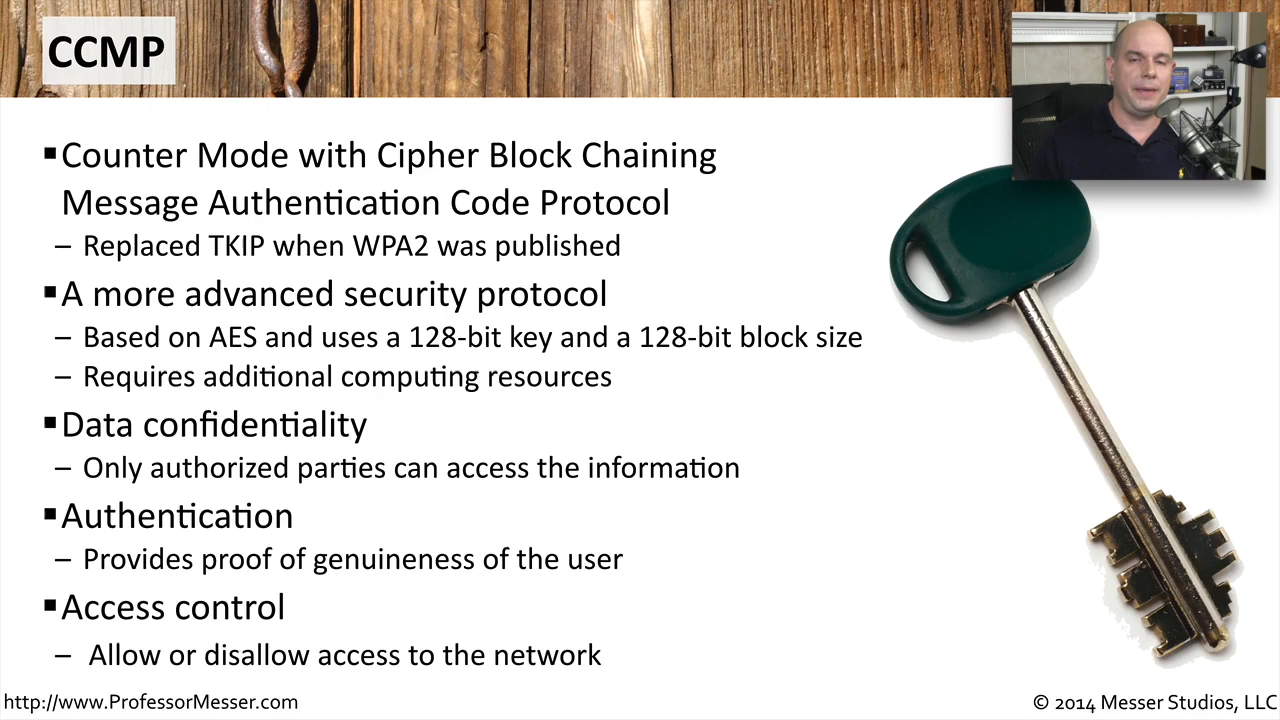 CCMP
▪Counter Mode with Cipher Block Chaining
Message Authentication Code Protocol
– Replaced TKIP when WPA2 was published
▪A more advanced security protocol
– Based on AES and uses a 128-bit key and a 128-bit block size
– Requires additional computing resources
▪Data confidentiality
– Only authorized parties can access the information
▪Authentication
– Provides proof of genuineness of the user
▪Access control
– Allow or disallow access to the network
http://www.ProfessorMesser.com
© 2014 Messer Studios, LLC